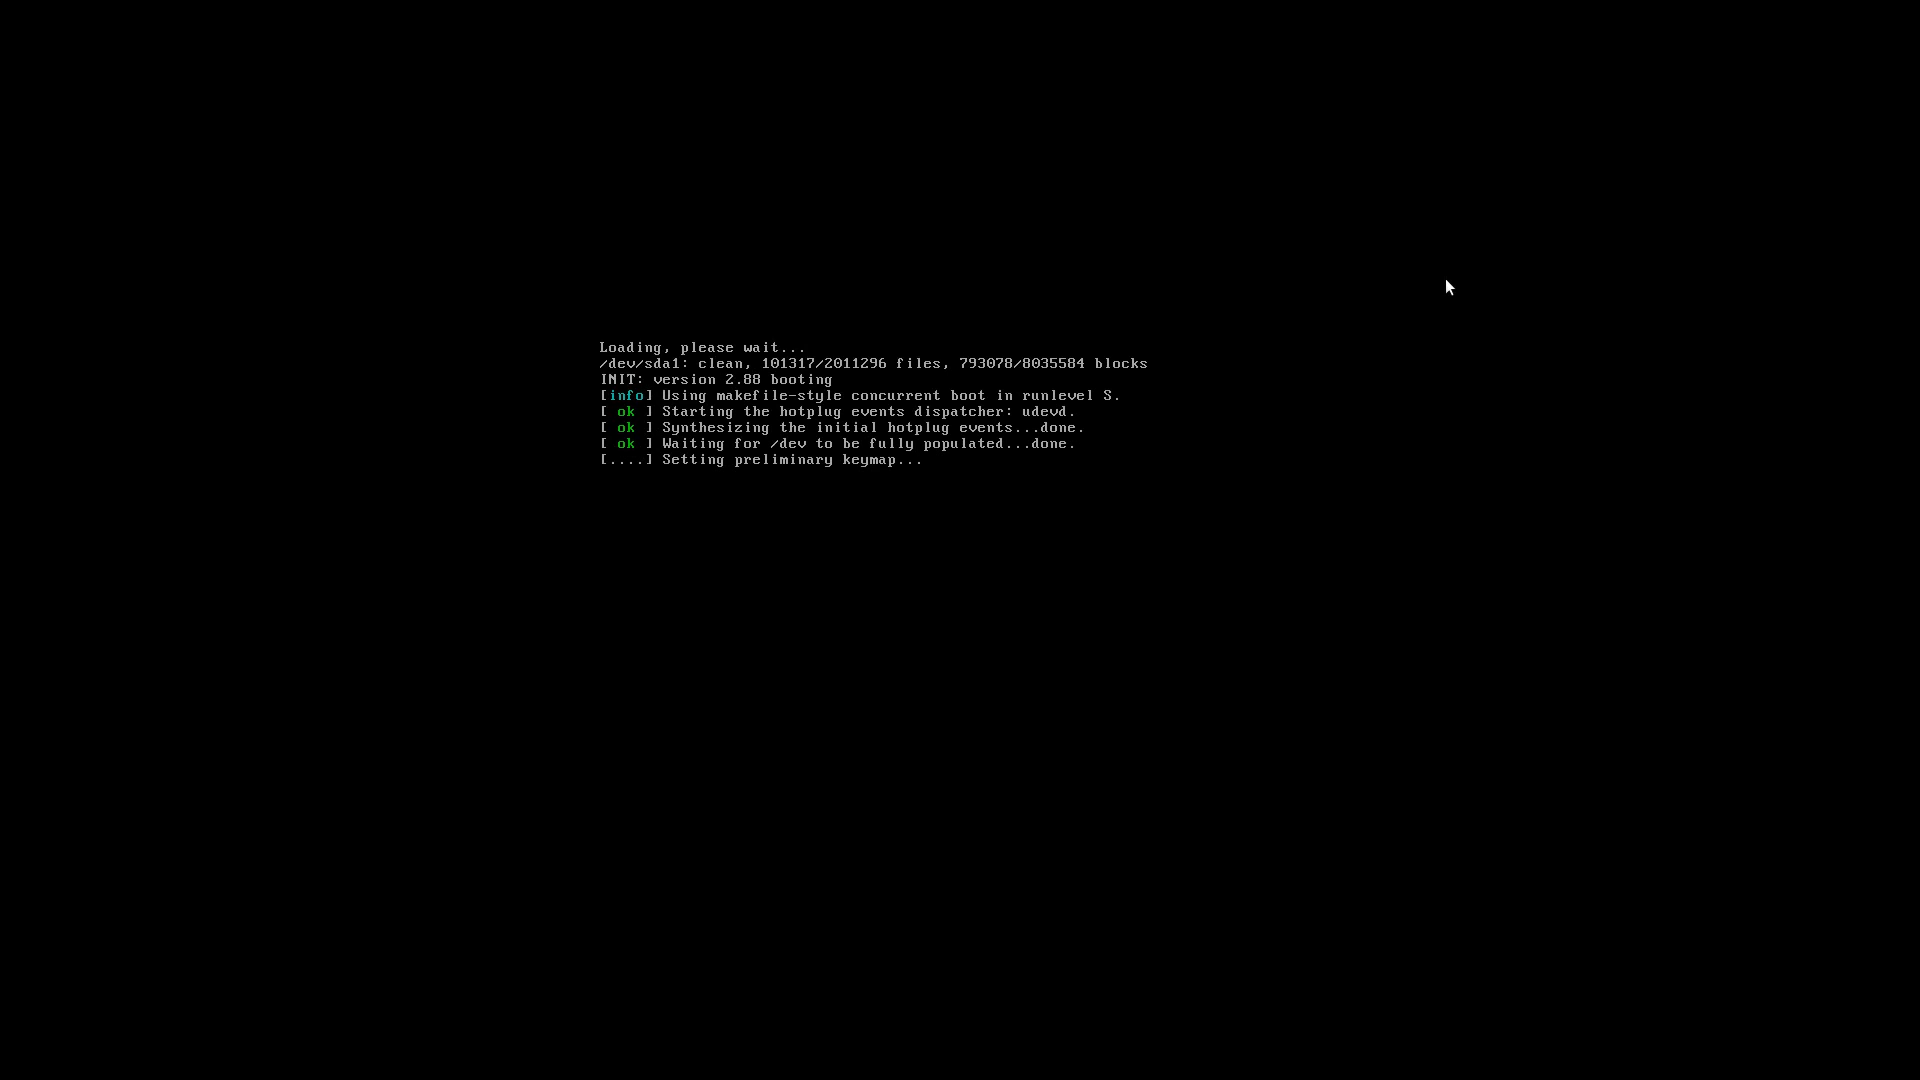 Loading, please wait...
/dev/sda1: clean, 101317/2011296 files, 793078/8035584 blocks
INIT: version 2.88 booting
[info] Using makefile-style concurrent boot in runlevel S.
[ ok ] Starting the hotplug events dispatcher: udevd.
[ ok ] Synthesizing the initial hotplug events...done.
[ ok ] Waiting for /dev to be fully populated...done.
[....] Setting preliminary keymap...